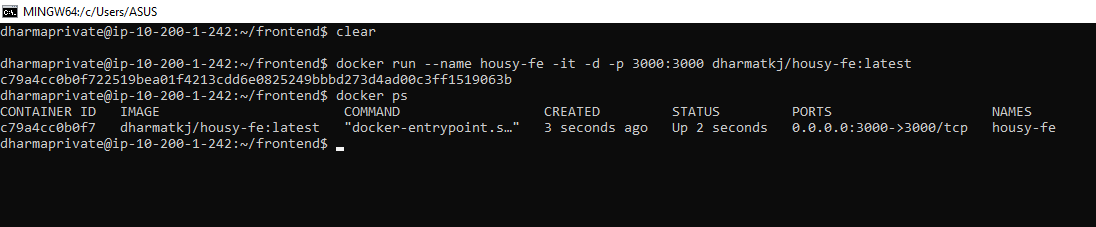 MINGW64:/c/Users/ASUS
dharmaprivate@ip-10-200-1-242:~/frontend$ clear
dharmaprivate@ip-10-200-1-242:~/frontend$ docker run --name housy-fe -it -d -p 3000:3000 dharmatkj/housy-fe:latest
c79a4cc0b0f722519bea01f4213cdd6e0825249bbbd273d4ad00c3ff1519063b
dharmaprivate@ip-10-200-1-242:~/frontend$ docker ps
CONTAINER ID IMAGE COMMAND CREATED STATUS PORTS NAMES
c79a4cc0b0f7 dharmatkj/housy-fe:latest "docker-entrypoint.s…" 3 seconds ago Up 2 seconds 0.0.0.0:3000->3000/tcp housy-fe
dharmaprivate@ip-10-200-1-242:~/frontend$